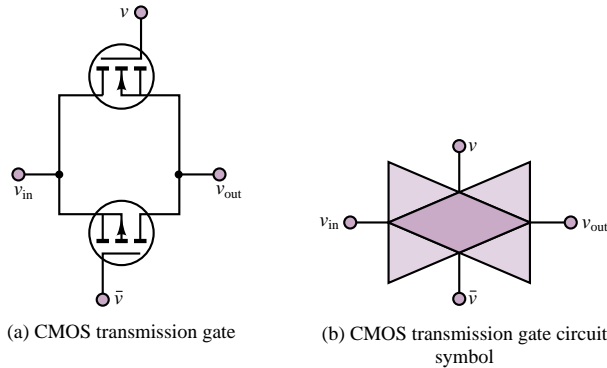 v
v_in
v_out
v̄
(a) CMOS transmission gate
v
v_in
v_out
v̄
(b) CMOS transmission gate circuit
symbol